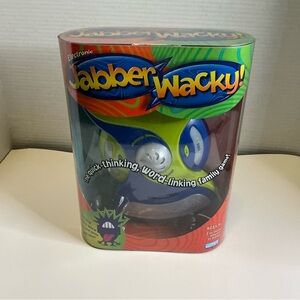 Electronic
Jabber Wacky!
The quick-thinking, word-linking family game!